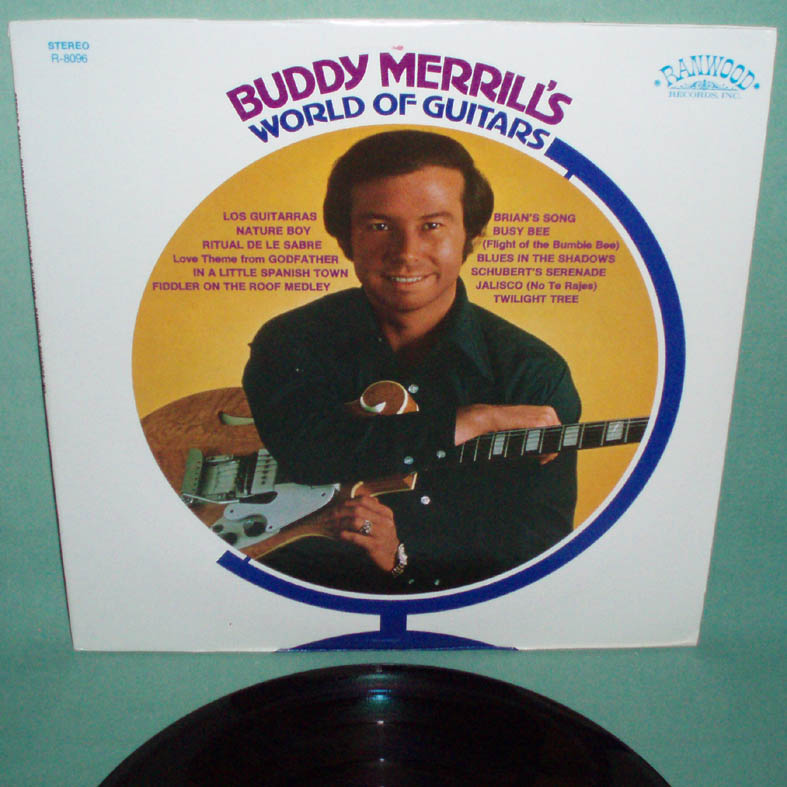 STEREO
R-8096
BUDDY MERRILL'S
WORLD OF GUITARS
RANWOOD
RECORDS, INC.
LOS GUITARRAS
NATURE BOY
RITUAL DE LE SABRE
Love Theme from GODFATHER
IN A LITTLE SPANISH TOWN
FIDDLER ON THE ROOF MEDLEY
BRIAN'S SONG
BUSY BEE
(Flight of the Bumble Bee)
BLUES IN THE SHADOWS
SCHUBERT'S SERENADE
JALISCO (No Te Rajes)
TWILIGHT TREE